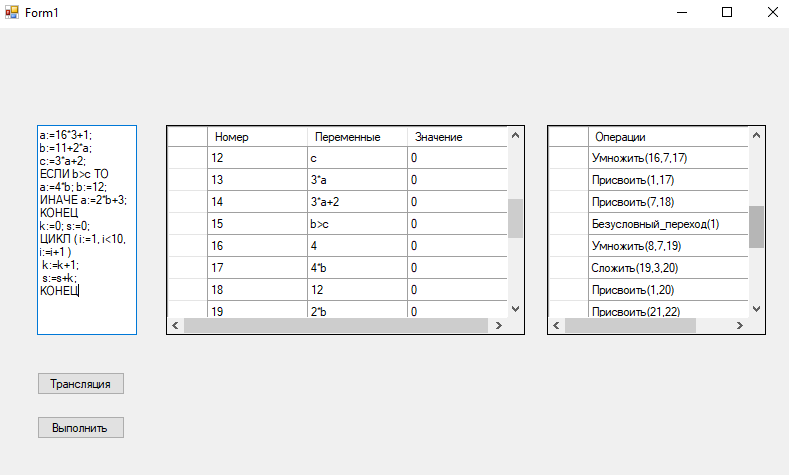 Form1
a:=16*3+1;
b:=11+2*a;
c:=3*a+2;
ЕСЛИ b>c ТО
a:=4*b; b:=12;
ИНАЧЕ a:=2*b+3;
КОНЕЦ
k:=0; s:=0;
ЦИКЛ ( i:=1, i<10,
i:=i+1 )
k:=k+1;
s:=s+k;
КОНЕЦ
Номер Переменные Значение
12 c 0
13 3*a 0
14 3*a+2 0
15 b>c 0
16 4 0
17 4*b 0
18 12 0
19 2*b 0
Операции
Умножить(16,7,17)
Присвоить(1,17)
Присвоить(7,18)
Безусловный_переход(1)
Умножить(8,7,19)
Сложить(19,3,20)
Присвоить(1,20)
Присвоить(21,22)
Трансляция
Выполнить